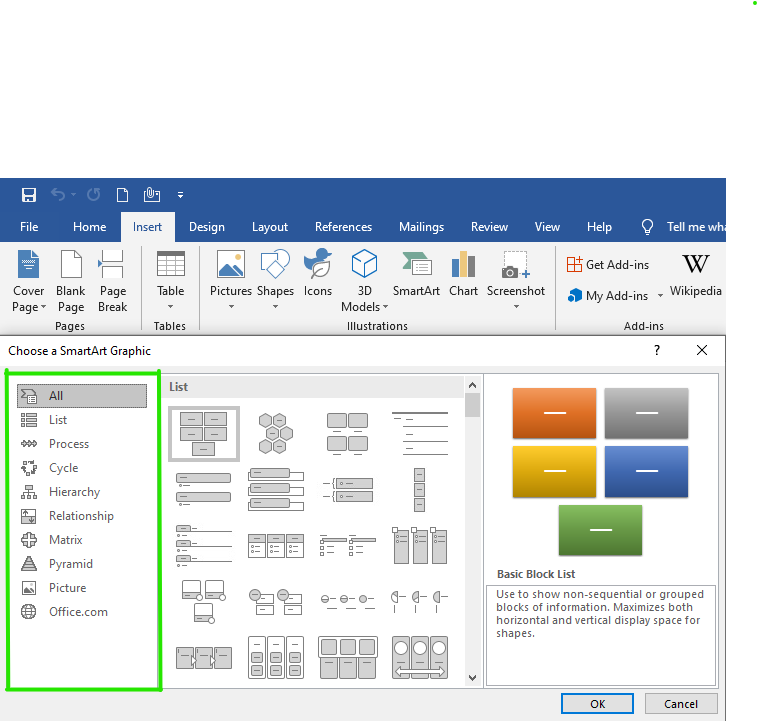 File Home Insert Design Layout References Mailings Review View Help Tell me wha
Cover Page
Blank Page
Page Break
Table
Pictures
Shapes
Icons
3D Models
SmartArt
Chart
Screenshot
Get Add-ins
My Add-ins
W
Wikipedia
Pages Tables Illustrations Add-ins
Choose a SmartArt Graphic ?
All
List
Process
Cycle
Hierarchy
Relationship
Matrix
Pyramid
Picture
Office.com
List
Basic Block List
Use to show non-sequential or grouped
blocks of information. Maximizes both
horizontal and vertical display space for
shapes.
OK Cancel